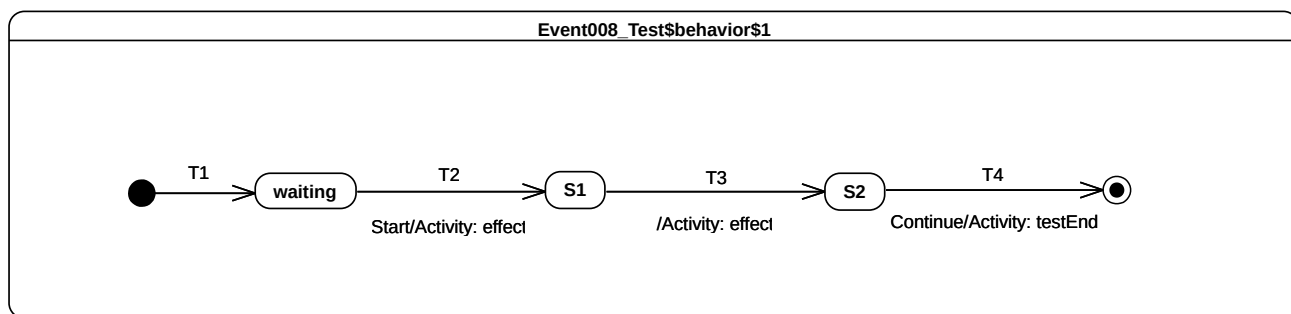 Event008_Test$behavior$1
T1
T2
T3
T4
waiting
S1
S2
Start/Activity: effect
/Activity: effect
Continue/Activity: testEnd